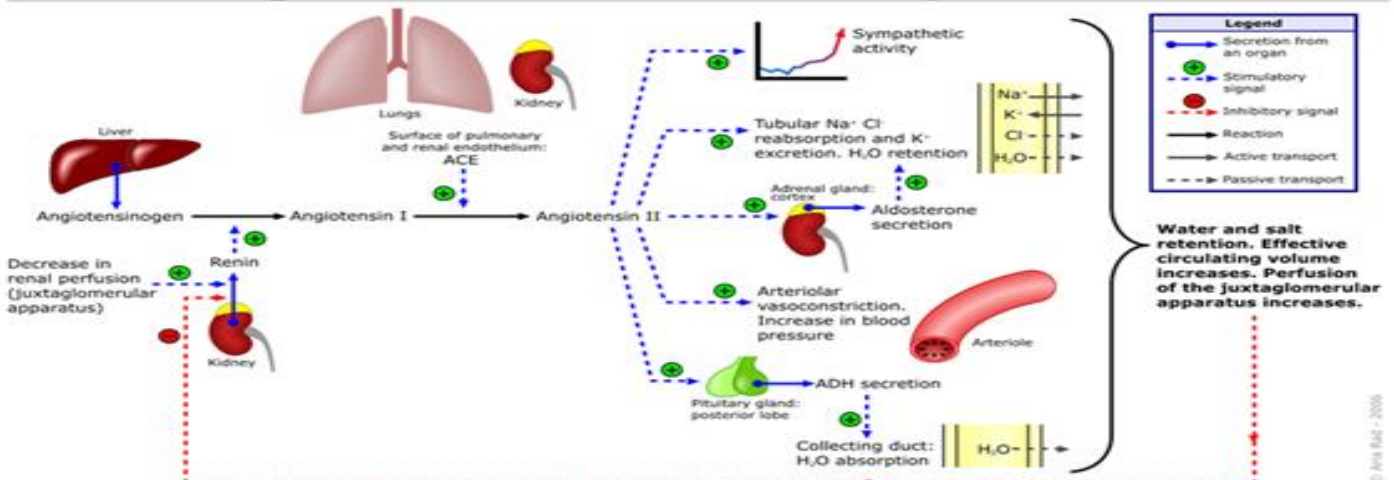 Lungs
Kidney
Surface of pulmonary
and renal endothelium:
ACE
Liver
Angiotensinogen
Angiotensin I
Angiotensin II
Renin
Decrease in
renal perfusion
(juxtaglomerular
apparatus)
Kidney
Sympathetic
activity
Tubular Na⁺ Cl⁻
reabsorption and K⁺
excretion. H₂O retention
Adrenal gland:
cortex
Aldosterone
secretion
Arteriolar
vasoconstriction.
Increase in blood
pressure
Arteriole
Pituitary gland:
posterior lobe
ADH secretion
Collecting duct:
H₂O absorption
H₂O
Na⁺
K⁺
Cl⁻
H₂O
Legend
Secretion from
an organ
Stimulatory
signal
Inhibitory signal
Reaction
Active transport
Passive transport
Water and salt
retention. Effective
circulating volume
increases. Perfusion
of the juxtaglomerular
apparatus increases.
+
+
+
+
+
+
+
+
+
+
+
−
−
Rad - 2006